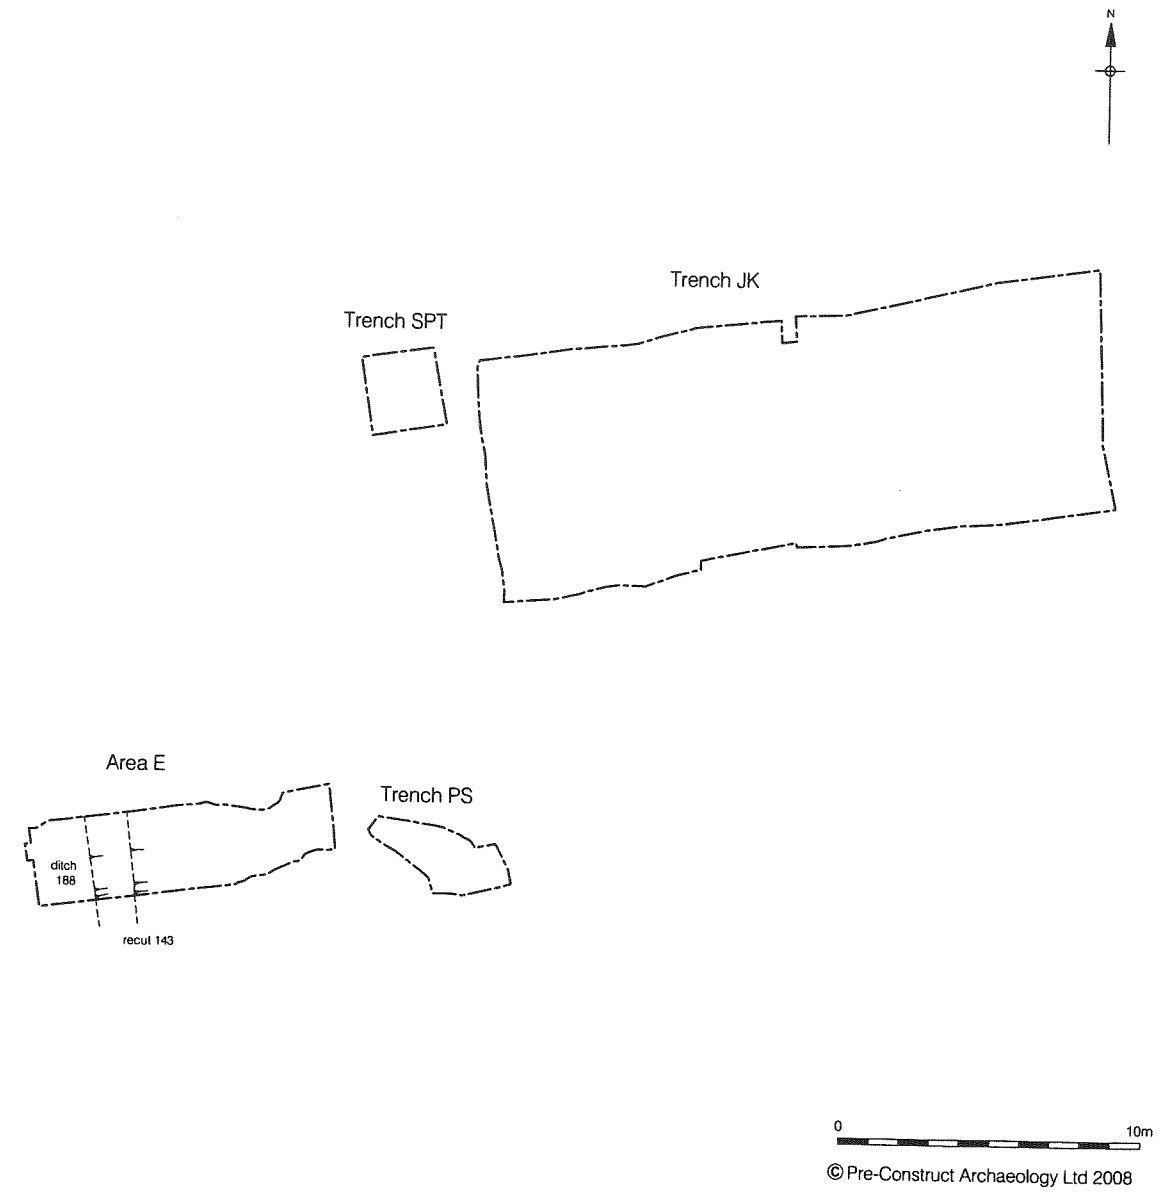 N
Trench JK
Trench SPT
Area E
Trench PS
ditch
188
recut 143
0 10m
© Pre-Construct Archaeology Ltd 2008